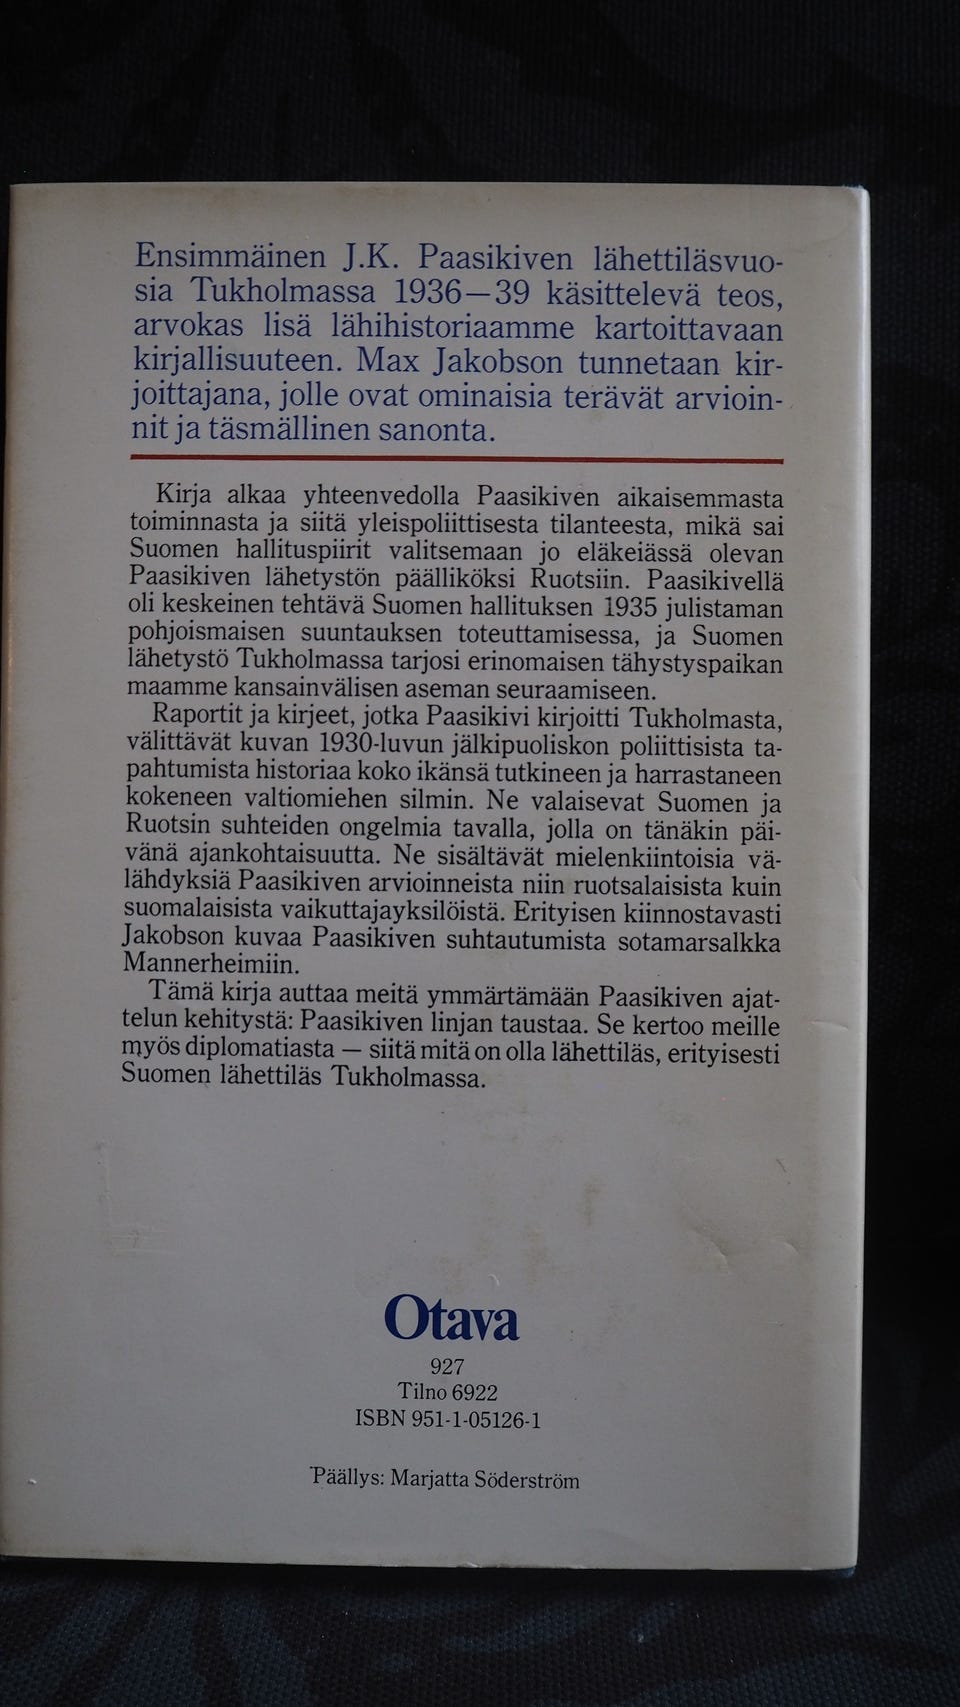 Ensimmäinen J.K. Paasikiven lähettiläsvuo-
sia Tukholmassa 1936—39 käsittelevä teos,
arvokas lisä lähihistoriaamme kartoittavaan
kirjallisuuteen. Max Jakobson tunnetaan kir-
joittajana, jolle ovat ominaisia terävät arvioin-
nit ja täsmällinen sanonta.
Kirja alkaa yhteenvedolla Paasikiven aikaisemmasta
toiminnasta ja siitä yleispoliittisesta tilanteesta, mikä sai
Suomen hallituspiirit valitsemaan jo eläkeiässä olevan
Paasikiven lähetystön päälliköksi Ruotsiin. Paasikivellä
oli keskeinen tehtävä Suomen hallituksen 1935 julistaman
pohjoismaisen suuntauksen toteuttamisessa, ja Suomen
lähetystö Tukholmassa tarjosi erinomaisen tähystyspaikan
maamme kansainvälisen aseman seuraamiseen.
Raportit ja kirjeet, jotka Paasikivi kirjoitti Tukholmasta,
välittävät kuvan 1930-luvun jälkipuoliskon poliittisista ta-
pahtumista historiaa koko ikänsä tutkineen ja harrastaneen
kokeneen valtiomiehen silmin. Ne valaisevat Suomen ja
Ruotsin suhteiden ongelmia tavalla, jolla on tänäkin päi-
vänä ajankohtaisuutta. Ne sisältävät mielenkiintoisia vä-
lähdyksiä Paasikiven arvioinneista niin ruotsalaisista kuin
suomalaisista vaikuttajayksilöistä. Erityisen kiinnostavasti
Jakobson kuvaa Paasikiven suhtautumista sotamarsalkka
Mannerheimiin.
Tämä kirja auttaa meitä ymmärtämään Paasikiven ajat-
telun kehitystä: Paasikiven linjan taustaa. Se kertoo meille
myös diplomatiasta — siitä mitä on olla lähettiläs, erityisesti
Suomen lähettiläs Tukholmassa.
Otava
927
Tilno 6922
ISBN 951-1-05126-1
Päällys: Marjatta Söderström